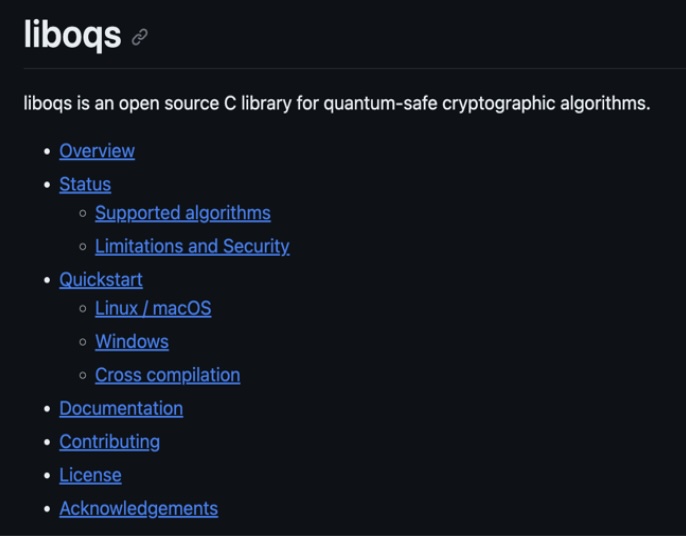 liboqs
liboqs is an open source C library for quantum-safe cryptographic algorithms.
Overview
Status
Supported algorithms
Limitations and Security
Quickstart
Linux / macOS
Windows
Cross compilation
Documentation
Contributing
License
Acknowledgements